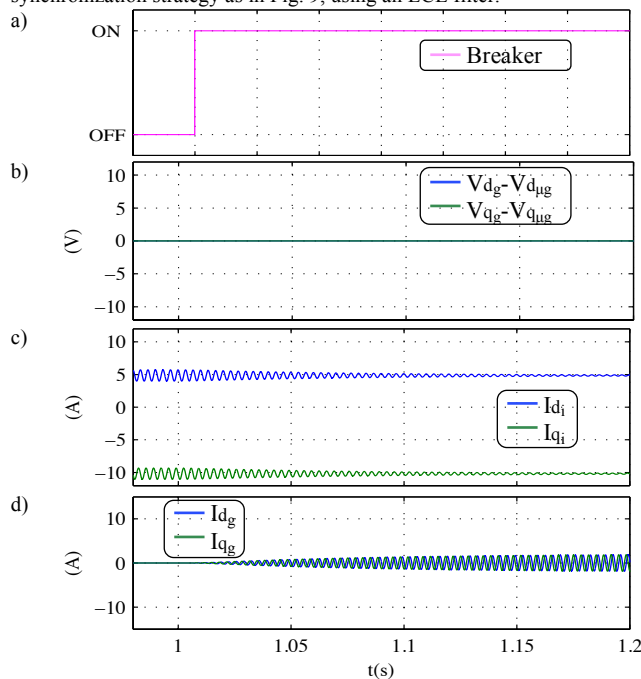 synchronization strategy as in Fig. 9, using an LCL filter.
a)
ON
Breaker
OFF
b)
10
5
0
−5
−10
(V)
Vdg-Vdμg
Vqg-Vqμg
c)
10
5
0
−5
−10
(A)
Idi
Iqi
d)
10
0
−10
(A)
Idg
Iqg
1
1.05
1.1
1.15
1.2
t(s)